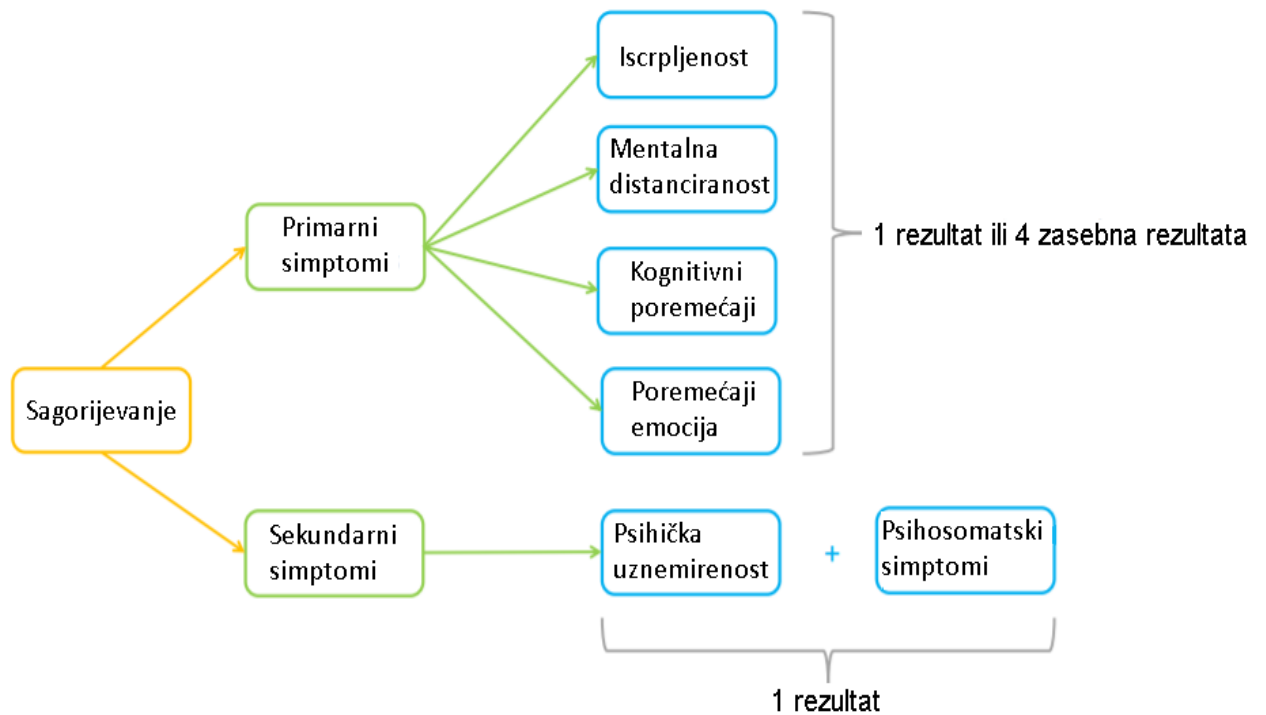 Iscrpljenost
Mentalna
distanciranost
Primarni
simptomi
1 rezultat ili 4 zasebna rezultata
Kognitivni
poremećaji
Sagorijevanje
Poremećaji
emocija
Sekundarni
simptomi
Psihička
uznemirenost
+
Psihosomatski
simptomi
1 rezultat